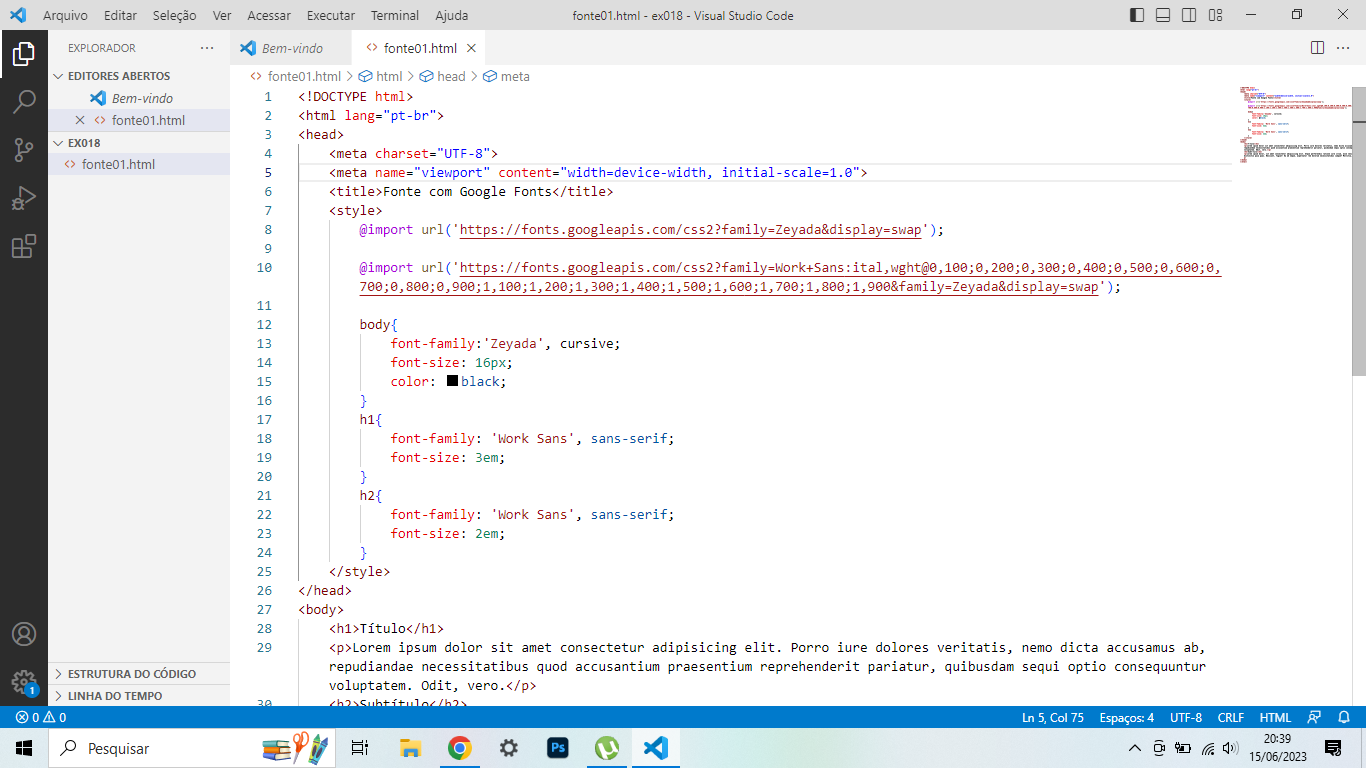 Arquivo Editar Seleção Ver Acessar Executar Terminal Ajuda
fonte01.html - ex018 - Visual Studio Code
EXPLORADOR
EDITORES ABERTOS
Bem-vindo
fonte01.html
EX018
fonte01.html
ESTRUTURA DO CÓDIGO
LINHA DO TEMPO
1
Bem-vindo
fonte01.html
fonte01.html > html > head > meta
1 <!DOCTYPE html>
2 <html lang="pt-br">
3 <head>
4 <meta charset="UTF-8">
5 <meta name="viewport" content="width=device-width, initial-scale=1.0">
6 <title>Fonte com Google Fonts</title>
7 <style>
8 @import url('https://fonts.googleapis.com/css2?family=Zeyada&display=swap');
9
10 @import url('https://fonts.googleapis.com/css2?family=Work+Sans:ital,wght@0,100;0,200;0,300;0,400;0,500;0,600;0,
700;0,800;0,900;1,100;1,200;1,300;1,400;1,500;1,600;1,700;1,800;1,900&family=Zeyada&display=swap');
11
12 body{
13 font-family:'Zeyada', cursive;
14 font-size: 16px;
15 color: black;
16 }
17 h1{
18 font-family: 'Work Sans', sans-serif;
19 font-size: 3em;
20 }
21 h2{
22 font-family: 'Work Sans', sans-serif;
23 font-size: 2em;
24 }
25 </style>
26 </head>
27 <body>
28 <h1>Título</h1>
29 <p>Lorem ipsum dolor sit amet consectetur adipisicing elit. Porro iure dolores veritatis, nemo dicta accusamus ab,
repudiandae necessitatibus quod accusantium praesentium reprehenderit pariatur, quibusdam sequi optio consequuntur
voluptatem. Odit, vero.</p>
30 <h2>Subtítulo</h2>
0 0
Ln 5, Col 75 Espaços: 4 UTF-8 CRLF HTML
Pesquisar
Ps
20:39
15/06/2023